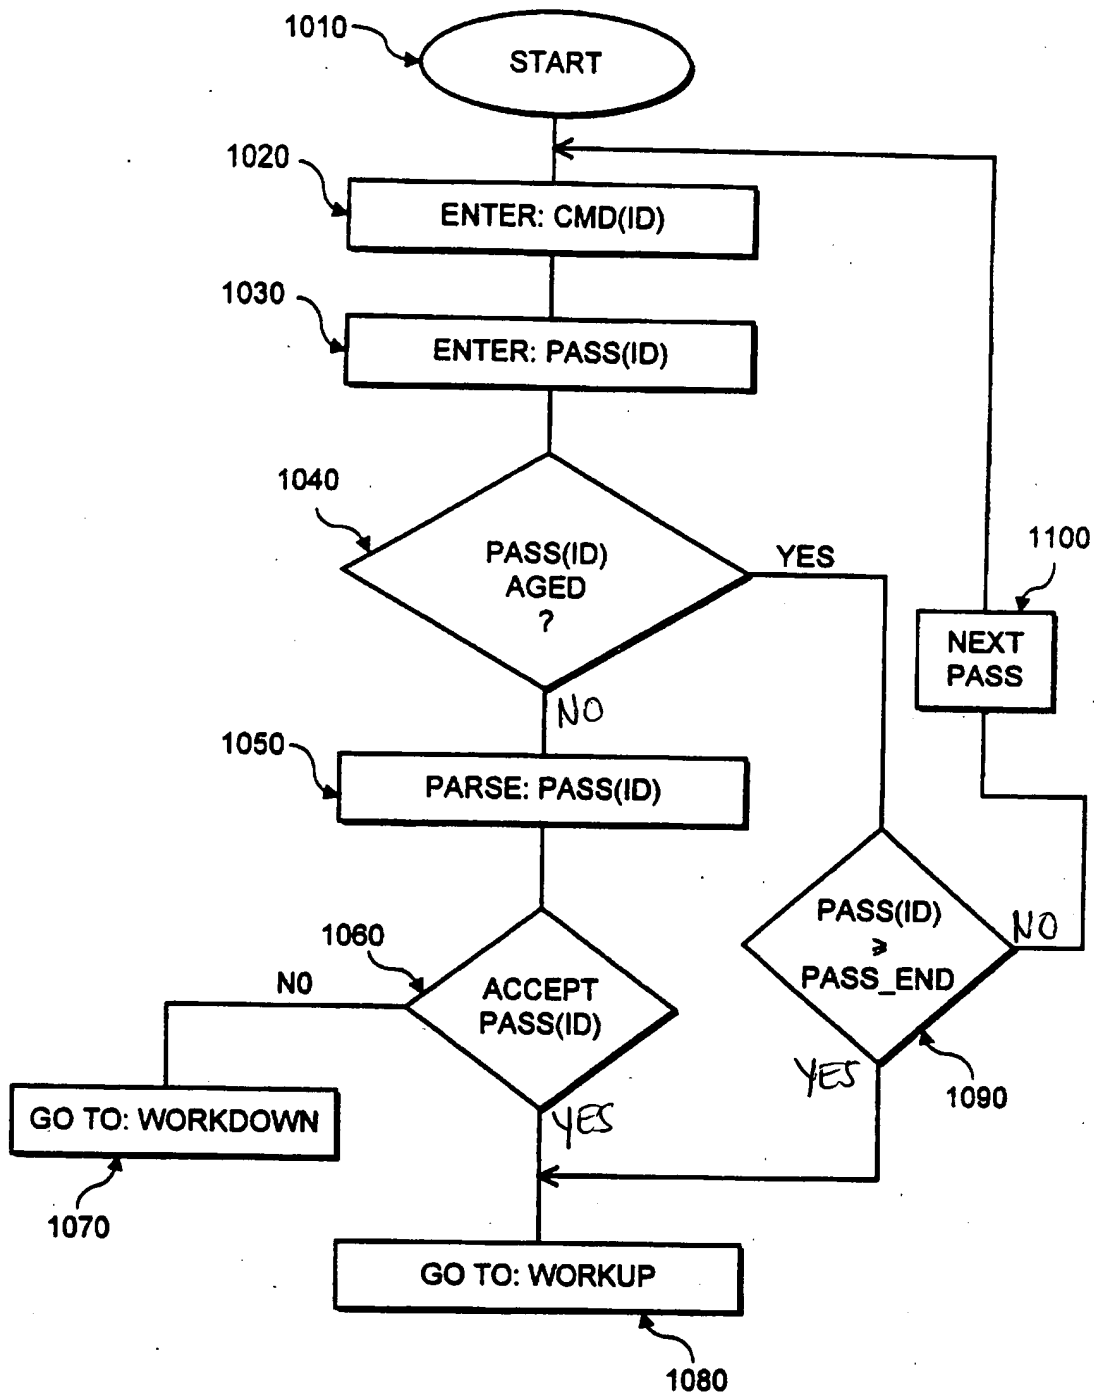 1010
START
1020
ENTER: CMD(ID)
1030
ENTER: PASS(ID)
1040
PASS(ID)
AGED
?
YES
1100
NEXT
PASS
NO
1050
PARSE: PASS(ID)
PASS(ID)
≥
PASS_END
NO
1060
ACCEPT
PASS(ID)
NO
YES
1090
GO TO: WORKDOWN
YES
1070
GO TO: WORKUP
1080